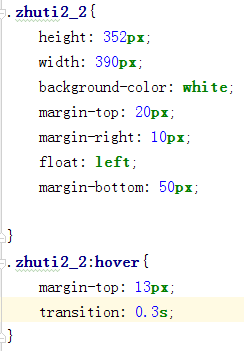 .zhuti2_2{
height: 352px;
width: 390px;
background-color: white;
margin-top: 20px;
margin-right: 10px;
float: left;
margin-bottom: 50px;
}
.zhuti2_2:hover{
margin-top: 13px;
transition: 0.3s;
}